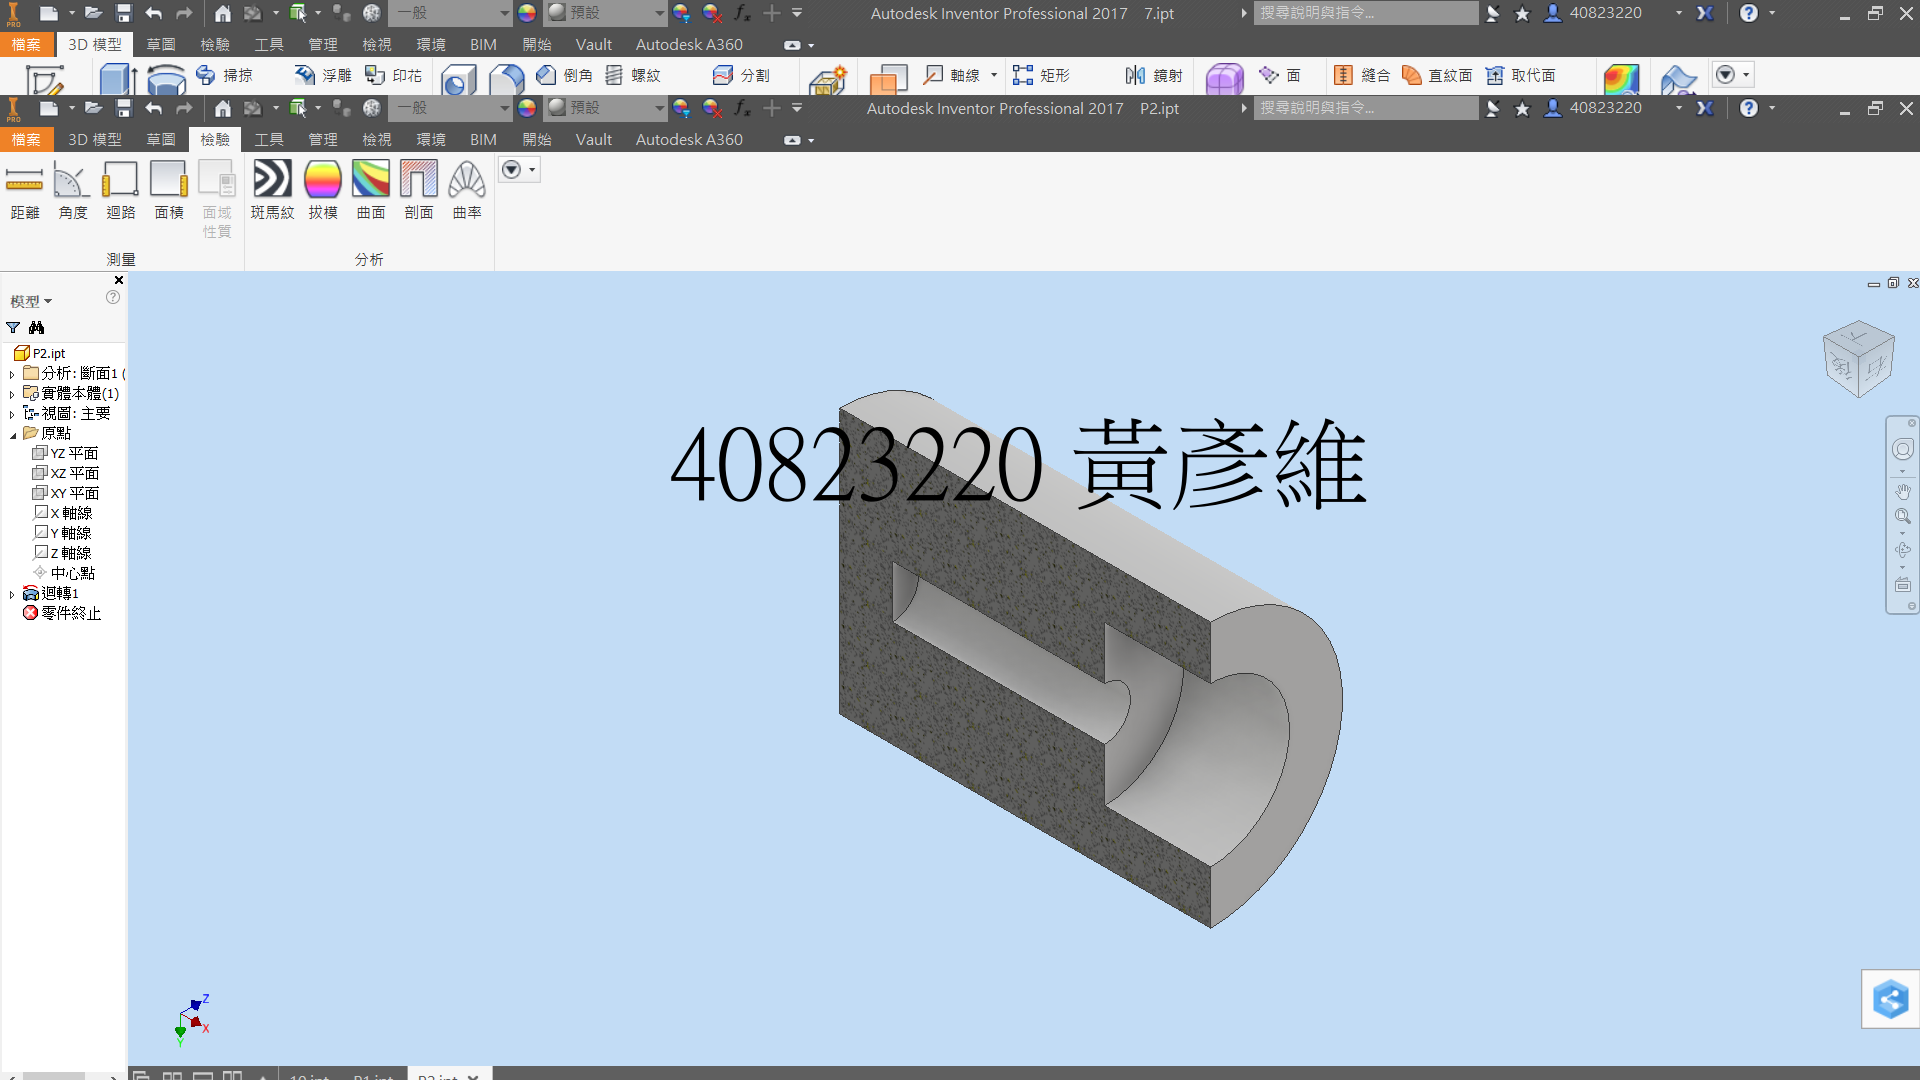 PRO 一般 預設 fx Autodesk Inventor Professional 2017 7.ipt 搜尋說明與指令... 40823220
檔案 3D 模型 草圖 檢驗 工具 管理 檢視 環境 BIM 開始 Vault Autodesk A360
掃掠 浮雕 印花 倒角 螺紋 分割 軸線 矩形 鏡射 面 縫合 直紋面 取代面
PRO 一般 預設 fx Autodesk Inventor Professional 2017 P2.ipt 搜尋說明與指令... 40823220
檔案 3D 模型 草圖 檢驗 工具 管理 檢視 環境 BIM 開始 Vault Autodesk A360
距離 角度 迴路 面積 面域性質 斑馬紋 拔模 曲面 剖面 曲率
測量 分析
模型
P2.ipt
分析: 斷面1 (
實體本體(1)
視圖: 主要
原點
YZ 平面
XZ 平面
XY 平面
X 軸線
Y 軸線
Z 軸線
中心點
迴轉1
零件終止
40823220 黃彥維
Z
X
Y
10.ipt P1.ipt P2.ipt